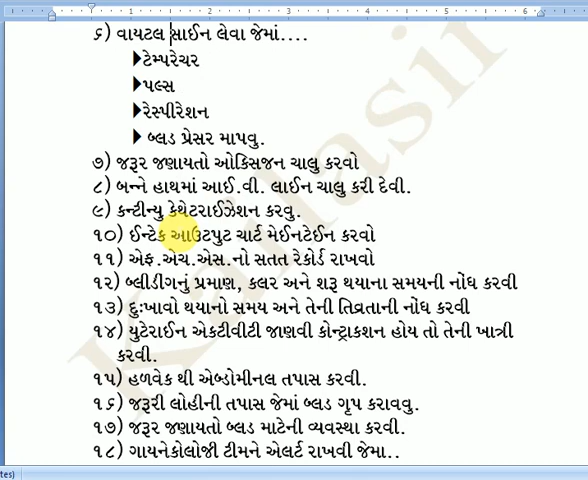 ૬) વાયટલ સાઈન લેવા જેમાં....
▶ટેમ્પરેચર
▶પલ્સ
▶રેસ્પીરેશન
▶ બ્લડ પ્રેસર માપવુ.
૭) જરૂર જણાયતો ઓક્સિજન ચાલુ કરવો
૮) બન્ને હાથમાં આઈ.વી. લાઈન ચાલુ કરી દેવી.
૯) કન્ટીન્યુ કેથેટરાઈઝેશન કરવુ.
૧૦) ઈન્ટેક આઉટપુટ ચાર્ટ મેઈનટેઈન કરવો
૧૧) એફ.એચ.એસ.નો સતત રેકોર્ડ રાખવો
૧૨) બ્લીડીંગનું પ્રમાણ, કલર અને શરૂ થયાના સમયની નોંધ કરવી
૧૩) દુઃખાવો થયાનો સમય અને તેની તિવ્રતાની નોંધ કરવી
૧૪) યુટેરાઈન એકટીવીટી જાણવી કોન્ટ્રાકશન હોય તો તેની ખાત્રી
કરવી.
૧૫) હળવેક થી એબ્ડોમીનલ તપાસ કરવી.
૧૬) જરૂરી લોહીની તપાસ જેમાં બ્લડ ગૃપ કરાવવુ.
૧૭) જરૂર જણાયતો બ્લડ માટેની વ્યવસ્થા કરવી.
૧૮) ગાયનેકોલોજી ટીમને એલર્ટ રાખવી જેમા..
Kailasir
tes)